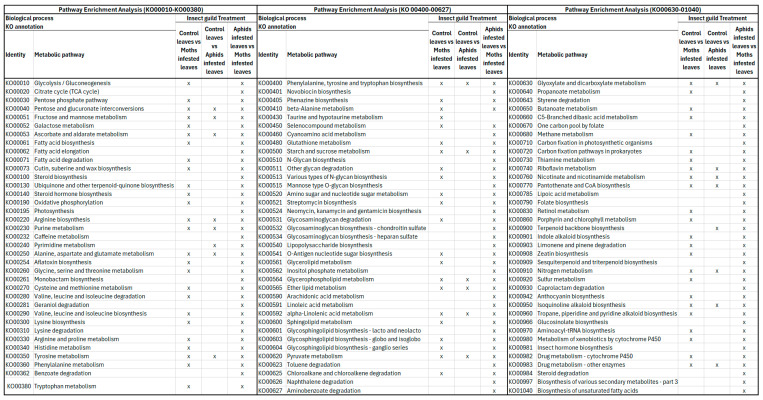 Pathway Enrichment Analysis (KO00010-KO00380)
Biological process Insect guild Treatment
KO annotation
Identity Metabolic pathway Control leaves vs Moths infested leaves Control leaves vs Aphids infested leaves Aphids infested leaves vs Moths infested leaves
KO00010 Glycolysis / Gluconeogenesis x x
KO00020 Citrate cycle (TCA cycle) x
KO00030 Pentose phosphate pathway x x
KO00040 Pentose and glucuronate interconversions x x x
KO00051 Fructose and mannose metabolism x x x
KO00052 Galactose metabolism x x
KO00053 Ascorbate and aldarate metabolism x x x
KO00061 Fatty acid biosynthesis x x
KO00062 Fatty acid elongation x
KO00071 Fatty acid degradation x x
KO00073 Cutin, suberine and wax biosynthesis x x
KO00100 Steroid biosynthesis x
KO00130 Ubiquinone and other terpenoid-quinone biosynthesis x x
KO00140 Steroid hormone biosynthesis x x
KO00190 Oxidative phosphorylation x x
KO00195 Photosynthesis x
KO00220 Arginine biosynthesis x x x
KO00230 Purine metabolism x x x
KO00232 Caffeine metabolism x
KO00240 Pyrimidine metabolism x x
KO00250 Alanine, aspartate and glutamate metabolism x x x
KO00254 Aflatoxin biosynthesis x x
KO00260 Glycine, serine and threonine metabolism x x
KO00261 Monobactam biosynthesis x
KO00270 Cysteine and methionine metabolism x x
KO00280 Valine, leucine and isoleucine degradation x x
KO00281 Geraniol degradation x
KO00290 Valine, leucine and isoleucine biosynthesis x x x
KO00300 Lysine biosynthesis x x
KO00310 Lysine degradation x
KO00330 Arginine and proline metabolism x x
KO00340 Histidine metabolism x x
KO00350 Tyrosine metabolism x x x
KO00360 Phenylalanine metabolism x x
KO00362 Benzoate degradation x
KO00380 Tryptophan metabolism x x
Pathway Enrichment Analysis (KO 00400-00627)
Biological process Insect guild Treatment
KO annotation
Identity Metabolic pathway Control leaves vs Moths infested leaves Control leaves vs Aphids infested leaves Aphids infested leaves vs Moths infested leaves
KO00400 Phenylalanine, tyrosine and tryptophan biosynthesis x x x
KO00401 Novobiocin biosynthesis x
KO00405 Phenazine biosynthesis x x
KO00410 beta-Alanine metabolism x x
KO00430 Taurine and hypotaurine metabolism x x
KO00450 Selenocompound metabolism x x
KO00460 Cyanoamino acid metabolism x x
KO00480 Glutathione metabolism x x
KO00500 Starch and sucrose metabolism x x x
KO00510 N-Glycan biosynthesis x x
KO00511 Other glycan degradation x x
KO00513 Various types of N-glycan biosynthesis x x
KO00515 Mannose type O-glycan biosynthesis x x
KO00520 Amino sugar and nucleotide sugar metabolism x x
KO00521 Streptomycin biosynthesis x x
KO00524 Neomycin, kanamycin and gentamicin biosynthesis x
KO00531 Glycosaminoglycan degradation x x
KO00532 Glycosaminoglycan biosynthesis - chondroitin sulfate x
KO00534 Glycosaminoglycan biosynthesis - heparan sulfate x
KO00540 Lipopolysaccharide biosynthesis x
KO00541 O-Antigen nucleotide sugar biosynthesis x x
KO00561 Glycerolipid metabolism x x
KO00562 Inositol phosphate metabolism x x
KO00564 Glycerophospholipid metabolism x x x
KO00565 Ether lipid metabolism x x x
KO00590 Arachidonic acid metabolism x x
KO00591 Linoleic acid metabolism x x
KO00592 alpha-Linolenic acid metabolism x x x
KO00600 Sphingolipid metabolism x x
KO00601 Glycosphingolipid biosynthesis - lacto and neolacto x
KO00603 Glycosphingolipid biosynthesis - globo and isoglobo x x
KO00604 Glycosphingolipid biosynthesis - ganglio series x x
KO00620 Pyruvate metabolism x x x
KO00623 Toluene degradation x
KO00625 Chloroalkane and chloroalkene degradation x x
KO00626 Naphthalene degradation x
KO00627 Aminobenzoate degradation x
Pathway Enrichment Analysis (KO00630-01040)
Biological process Insect guild Treatment
KO annotation
Identity Metabolic pathway Control leaves vs Moths infested leaves Control leaves vs Aphids infested leaves Aphids infested leaves vs Moths infested leaves
KO00630 Glyoxylate and dicarboxylate metabolism x x x
KO00640 Propanoate metabolism x x
KO00643 Styrene degradation x
KO00650 Butanoate metabolism x x
KO00660 C5-Branched dibasic acid metabolism x x
KO00670 One carbon pool by folate x
KO00680 Methane metabolism x x
KO00710 Carbon fixation in photosynthetic organisms x
KO00720 Carbon fixation pathways in prokaryotes x x
KO00730 Thiamine metabolism x x
KO00740 Riboflavin metabolism x x x
KO00760 Nicotinate and nicotinamide metabolism x x x
KO00770 Pantothenate and CoA biosynthesis x x x
KO00785 Lipoic acid metabolism x
KO00790 Folate biosynthesis x
KO00830 Retinol metabolism x x
KO00860 Porphyrin and chlorophyll metabolism x x
KO00900 Terpenoid backbone biosynthesis x x
KO00901 Indole alkaloid biosynthesis x x
KO00903 Limonene and pinene degradation x x
KO00908 Zeatin biosynthesis x x
KO00909 Sesquiterpenoid and triterpenoid biosynthesis x
KO00910 Nitrogen metabolism x x x
KO00920 Sulfur metabolism x x
KO00930 Caprolactam degradation x
KO00942 Anthocyanin biosynthesis x x
KO00950 Isoquinoline alkaloid biosynthesis x x x
KO00960 Tropane, piperidine and pyridine alkaloid biosynthesis x x
KO00966 Glucosinolate biosynthesis x
KO00970 Aminoacyl-tRNA biosynthesis x x
KO00980 Metabolism of xenobiotics by cytochrome P450 x x
KO00981 Insect hormone biosynthesis x
KO00982 Drug metabolism - cytochrome P450 x x
KO00983 Drug metabolism - other enzymes x x x
KO00984 Steroid degradation x
KO00997 Biosynthesis of various secondary metabolites - part 3 x
KO01040 Biosynthesis of unsaturated fatty acids x